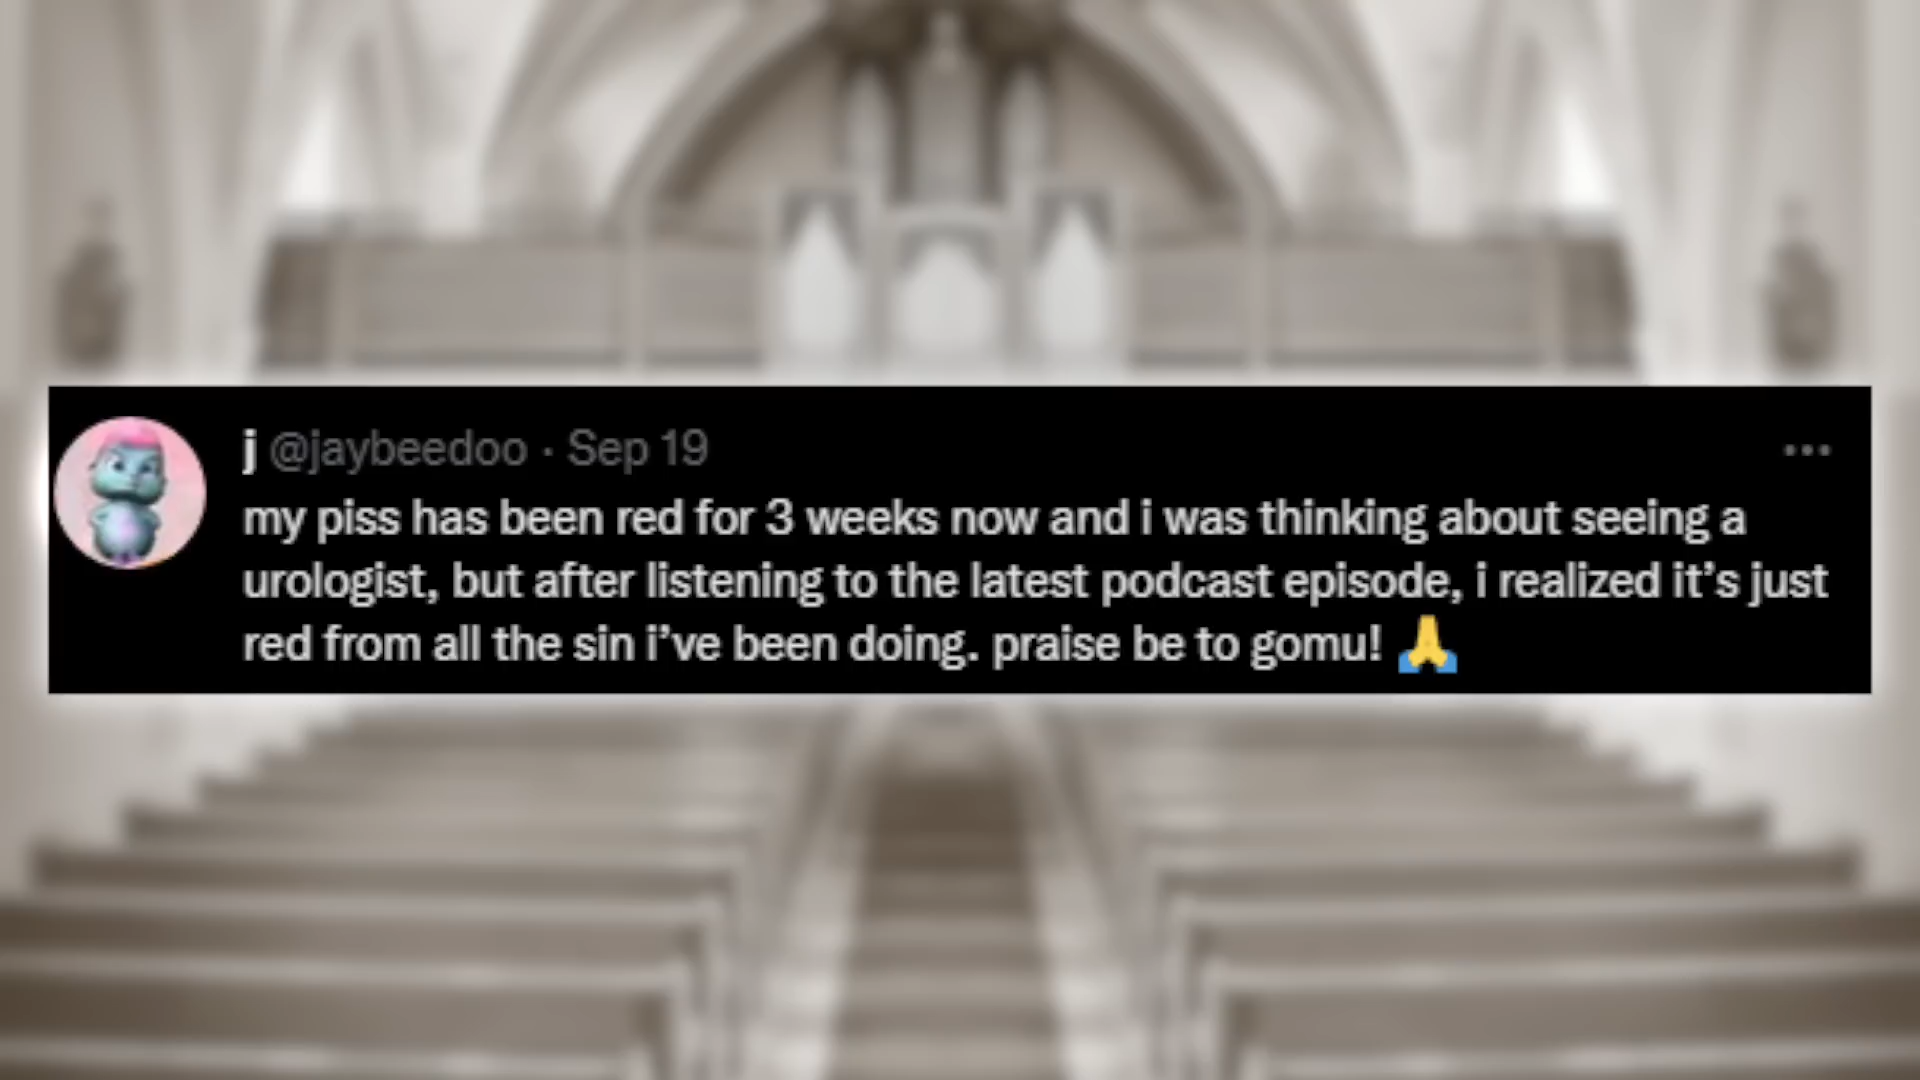 j @jaybeedoo · Sep 19
my piss has been red for 3 weeks now and i was thinking about seeing a
urologist, but after listening to the latest podcast episode, i realized it’s just
red from all the sin i’ve been doing. praise be to gomu! 🙏